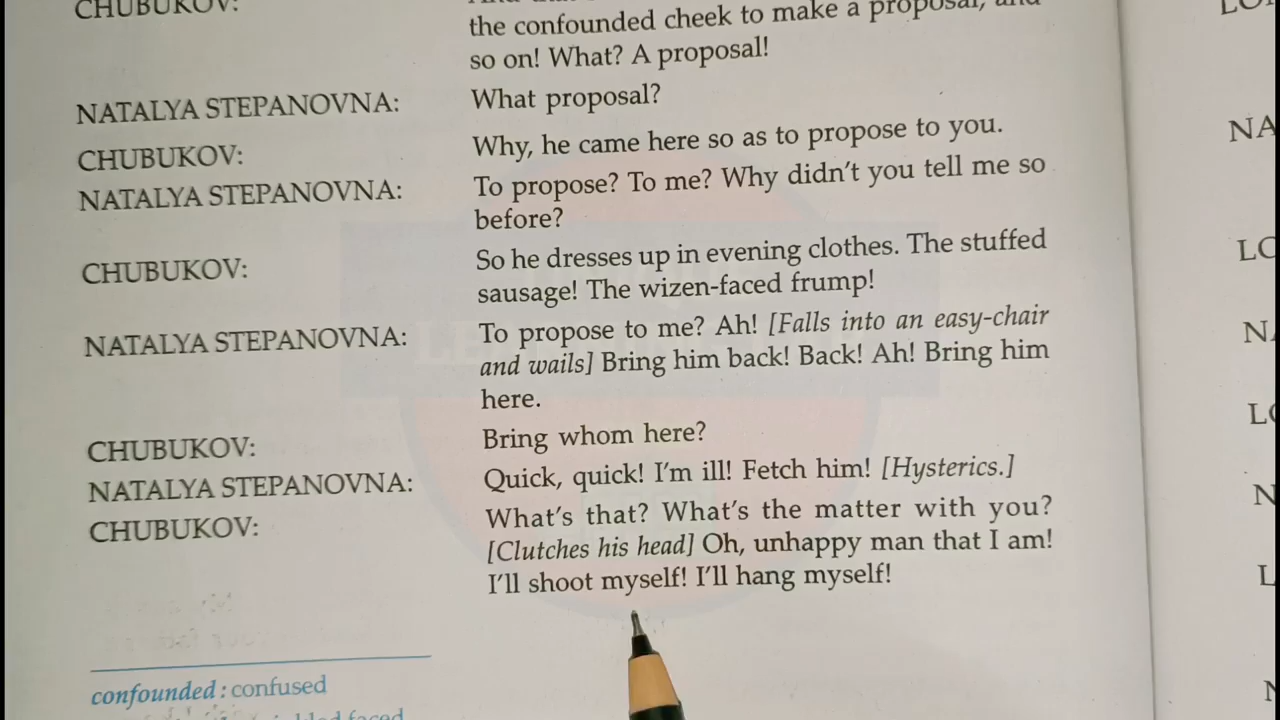 CHUBUKOV:
the confounded cheek to make a proposal, and
so on! What? A proposal!
NATALYA STEPANOVNA: What proposal?
CHUBUKOV: Why, he came here so as to propose to you.
NATALYA STEPANOVNA: To propose? To me? Why didn't you tell me so
before?
CHUBUKOV: So he dresses up in evening clothes. The stuffed
sausage! The wizen-faced frump!
NATALYA STEPANOVNA: To propose to me? Ah! [Falls into an easy-chair
and wails] Bring him back! Back! Ah! Bring him
here.
CHUBUKOV: Bring whom here?
NATALYA STEPANOVNA: Quick, quick! I'm ill! Fetch him! [Hysterics.]
CHUBUKOV: What's that? What's the matter with you?
[Clutches his head] Oh, unhappy man that I am!
I'll shoot myself! I'll hang myself!
confounded : confused